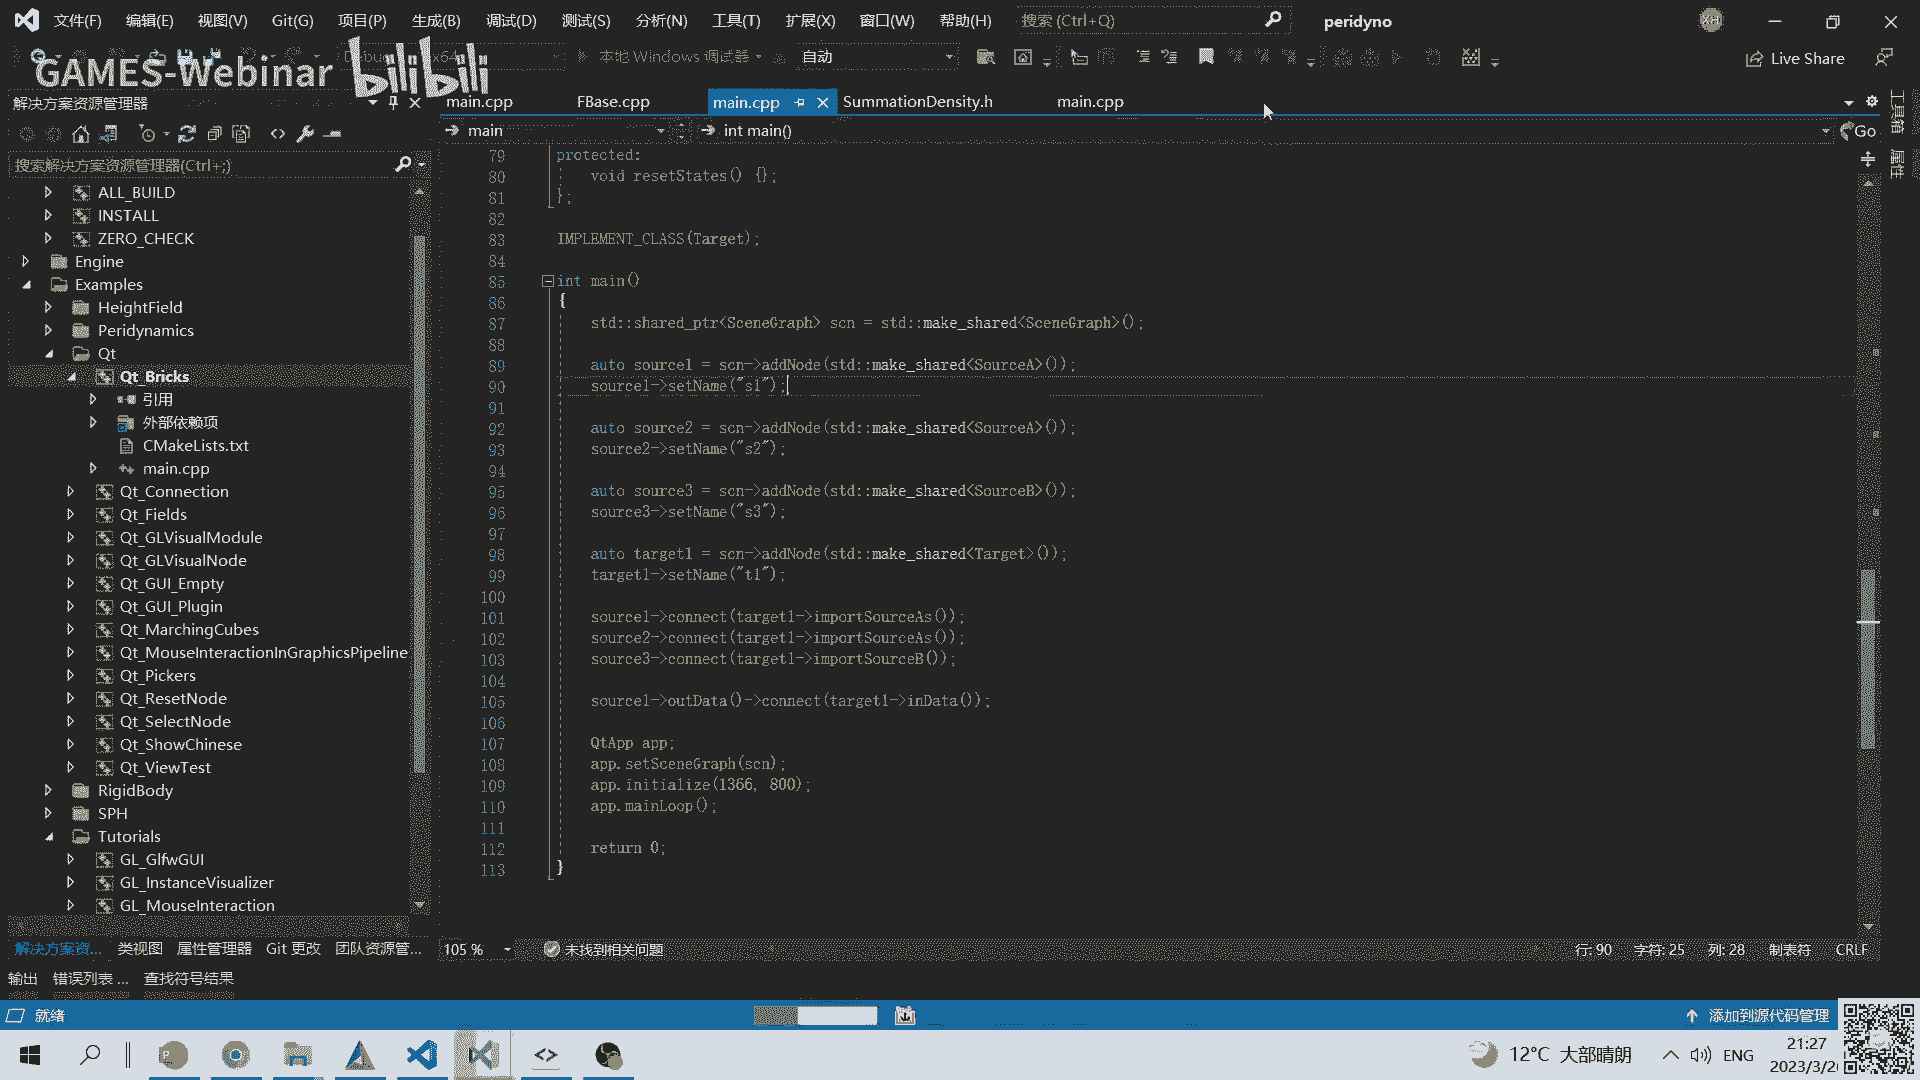 文件(F) 编辑(E) 视图(V) Git(G) 项目(P) 生成(B) 调试(D) 测试(S) 分析(N) 工具(T) 扩展(X) 窗口(W) 帮助(H) 搜索 (Ctrl+Q) peridyno XH
本地 Windows 调试器 自动 Live Share
GAMES-Webinar bilibili
解决方案资源管理器
main.cpp FBase.cpp main.cpp SummationDensity.h main.cpp
main int main() Go
搜索解决方案资源管理器(Ctrl+;)
ALL_BUILD
INSTALL
ZERO_CHECK
Engine
Examples
HeightField
Peridynamics
Qt
Qt_Bricks
引用
外部依赖项
CMakeLists.txt
main.cpp
Qt_Connection
Qt_Fields
Qt_GLVisualModule
Qt_GLVisualNode
Qt_GUI_Empty
Qt_GUI_Plugin
Qt_MarchingCubes
Qt_MouseInteractionInGraphicsPipeline
Qt_Pickers
Qt_ResetNode
Qt_SelectNode
Qt_ShowChinese
Qt_ViewTest
RigidBody
SPH
Tutorials
GL_GlfwGUI
GL_InstanceVisualizer
GL_MouseInteraction
解决方案资... 类视图 属性管理器 Git 更改 团队资源管...
79 protected:
80 void resetStates() {};
81 };
82
83 IMPLEMENT_CLASS(Target);
84
85 int main()
86 {
87 std::shared_ptr<SceneGraph> scn = std::make_shared<SceneGraph>();
88
89 auto source1 = scn->addNode(std::make_shared<SourceA>());
90 source1->setName("s1");
91
92 auto source2 = scn->addNode(std::make_shared<SourceA>());
93 source2->setName("s2");
94
95 auto source3 = scn->addNode(std::make_shared<SourceB>());
96 source3->setName("s3");
97
98 auto target1 = scn->addNode(std::make_shared<Target>());
99 target1->setName("t1");
100
101 source1->connect(target1->importSourceAs());
102 source2->connect(target1->importSourceAs());
103 source3->connect(target1->importSourceB());
104
105 source1->outData()->connect(target1->inData());
106
107 QtApp app;
108 app.setSceneGraph(scn);
109 app.initialize(1366, 800);
110 app.mainLoop();
111
112 return 0;
113 }
工具箱
属性
105 % 未找到相关问题 行: 90 字符: 25 列: 28 制表符 CRLF
输出 错误列表 ... 查找符号结果
就绪 添加到源代码管理
12°C 大部晴朗 ENG 21:27